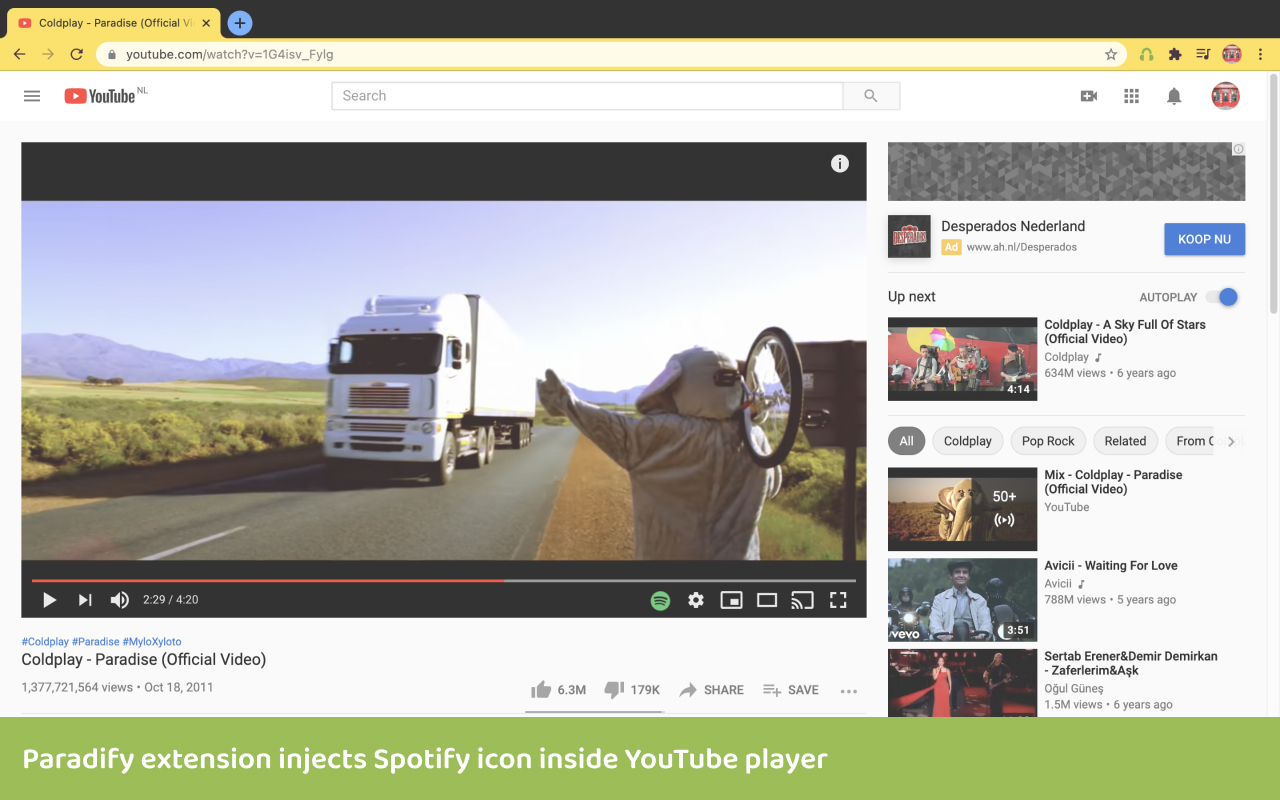 Coldplay - Paradise (Official Vi
youtube.com/watch?v=1G4isv_Fylg
YouTube NL
Search
DESPERADOS
Desperados Nederland
Ad www.ah.nl/Desperados
KOOP NU
Up next
AUTOPLAY
4:14
Coldplay - A Sky Full Of Stars
(Official Video)
Coldplay
634M views • 6 years ago
All
Coldplay
Pop Rock
Related
From C
50+
Mix - Coldplay - Paradise
(Official Video)
YouTube
vevo
3:51
Avicii - Waiting For Love
Avicii
788M views • 5 years ago
Sertab Erener&Demir Demirkan
- Zaferlerim&Aşk
Oğul Güneş
1.5M views • 6 years ago
2:29 / 4:20
#Coldplay #Paradise #MyloXyloto
Coldplay - Paradise (Official Video)
1,377,721,564 views • Oct 18, 2011
6.3M
179K
SHARE
SAVE
Paradify extension injects Spotify icon inside YouTube player